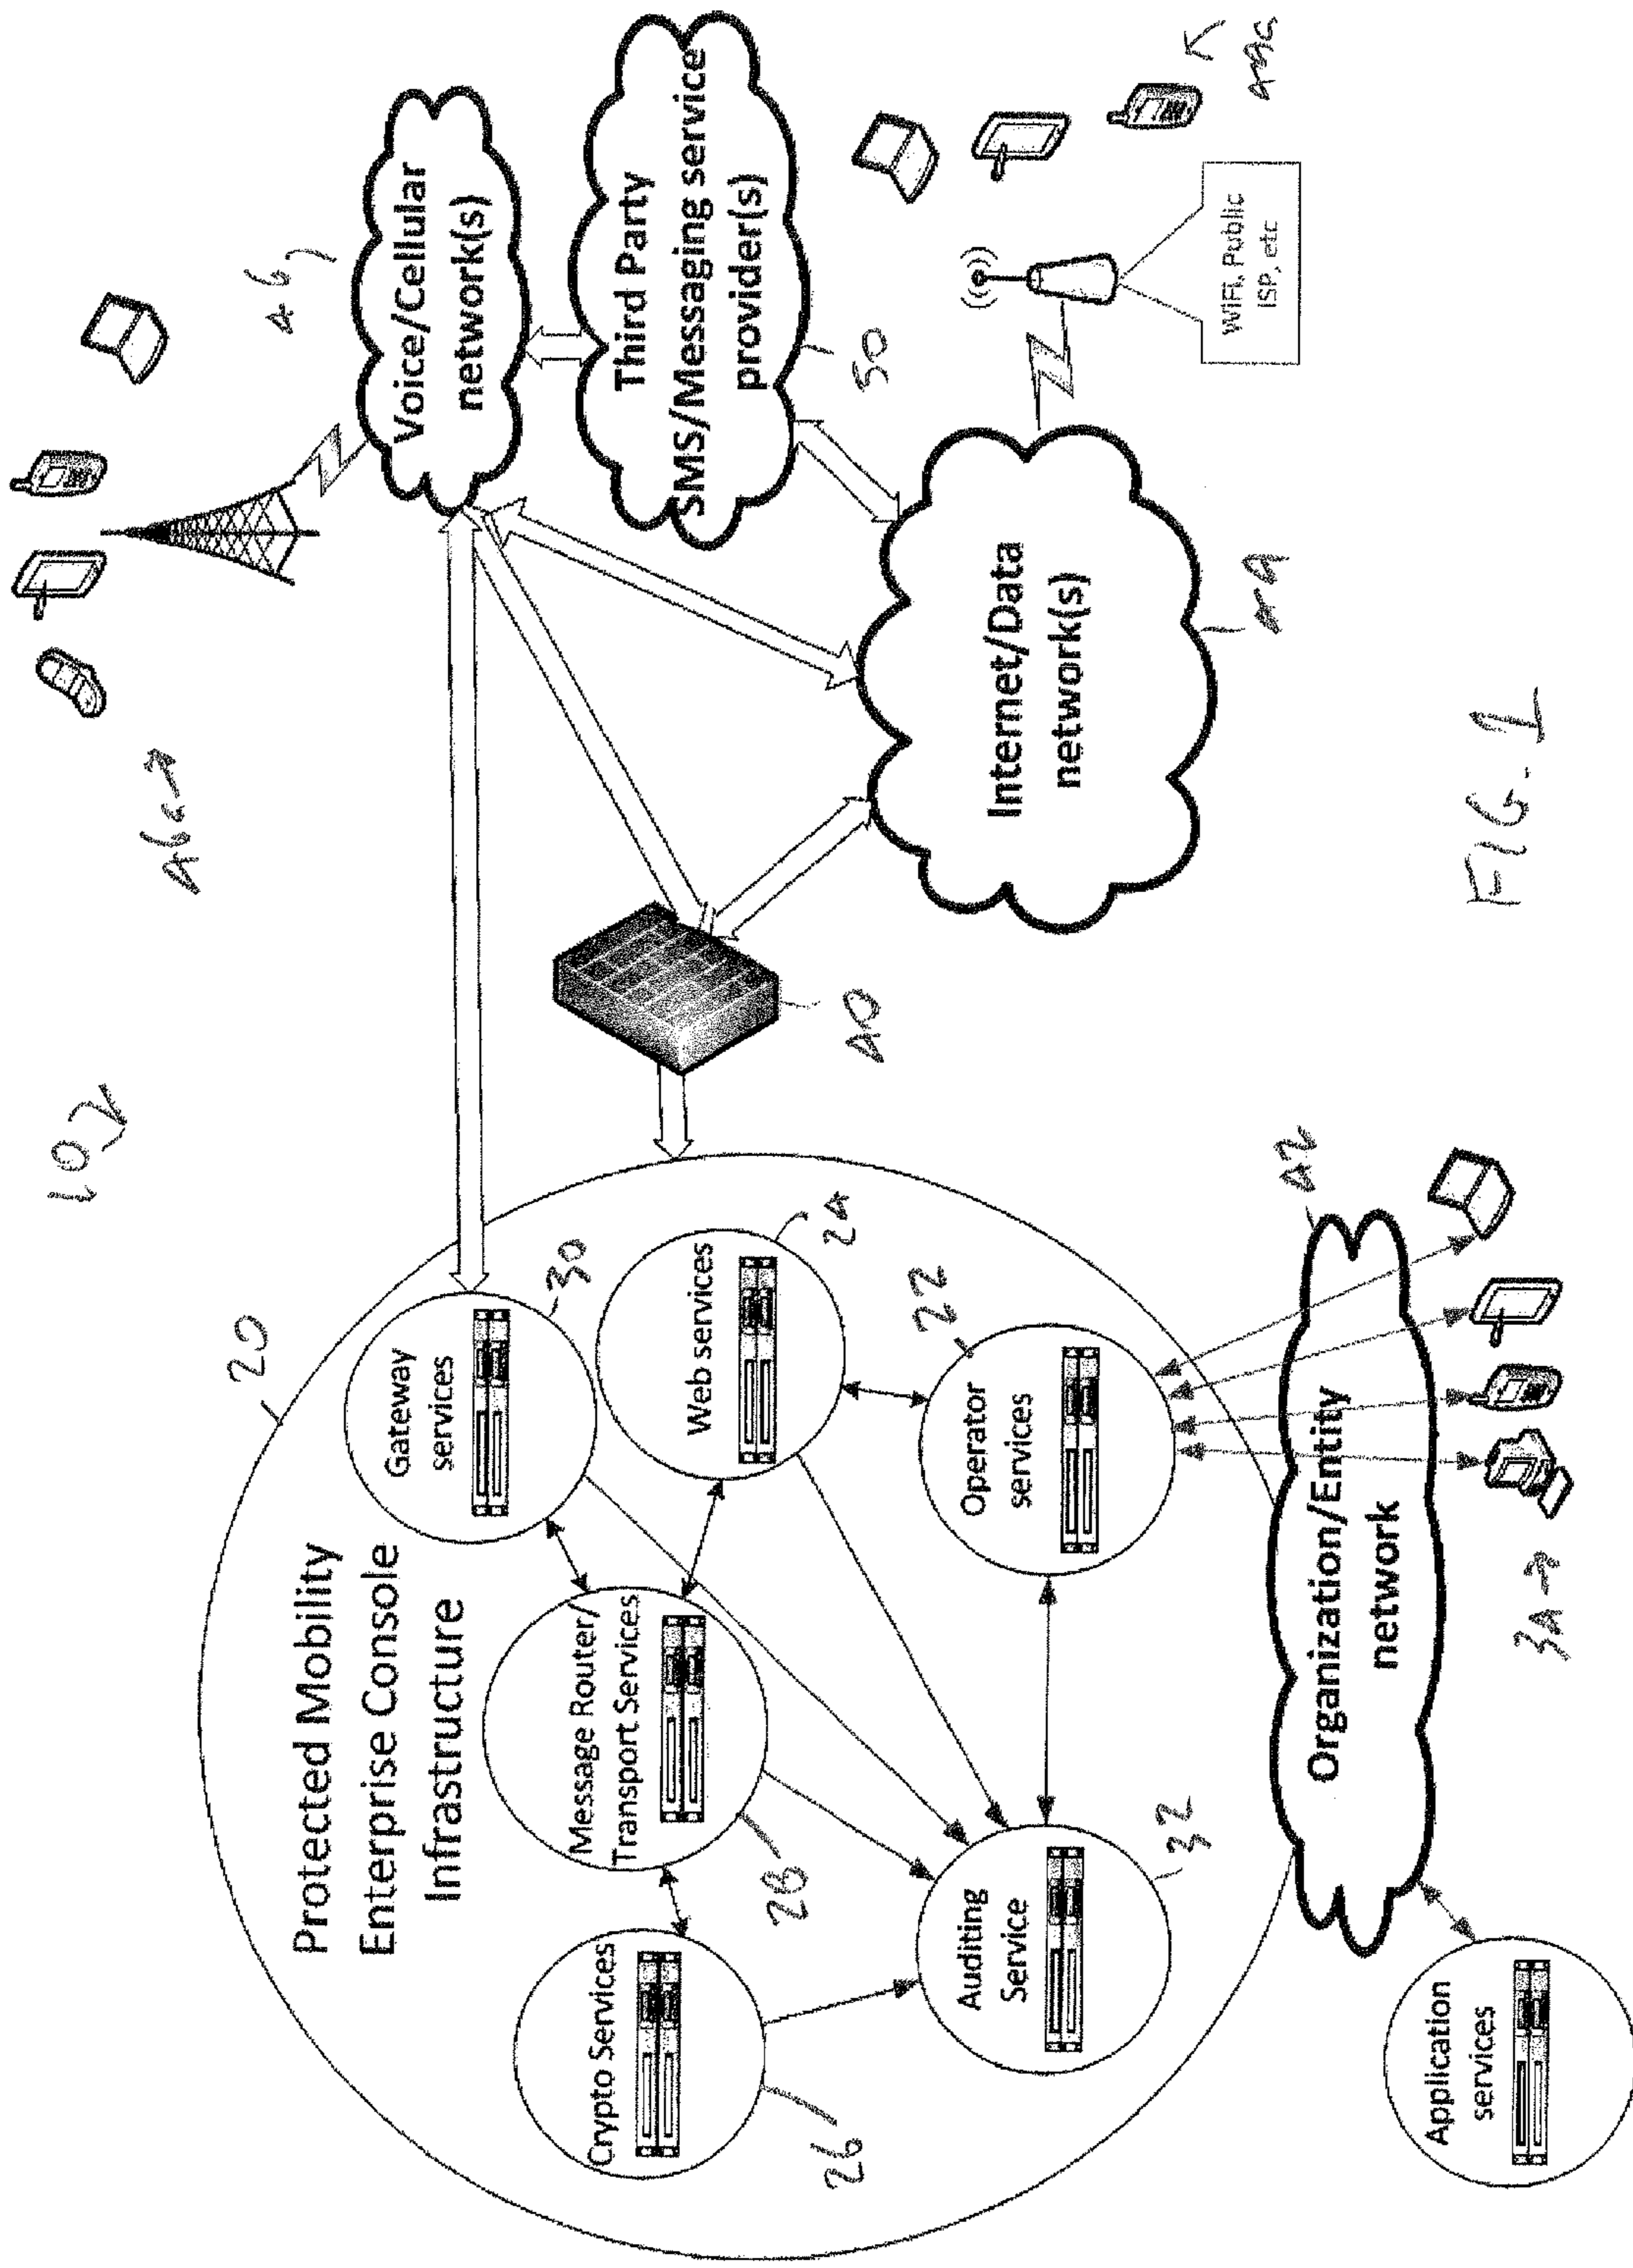 10
46a
20
46
Protected Mobility
Enterprise Console
Infrastructure
Gateway
services
30
Voice/Cellular
network(s)
Crypto Services
Message Router/
Transport Services
Web services
24
Third Party
SMS/Messaging service
provider(s)
26
28
22
40
50
Auditing
Service
Operator
services
Internet/Data
network(s)
32
42
WiFi, Public
ISP, etc
Organization/Entity
network
Application
services
34
FIG. 1